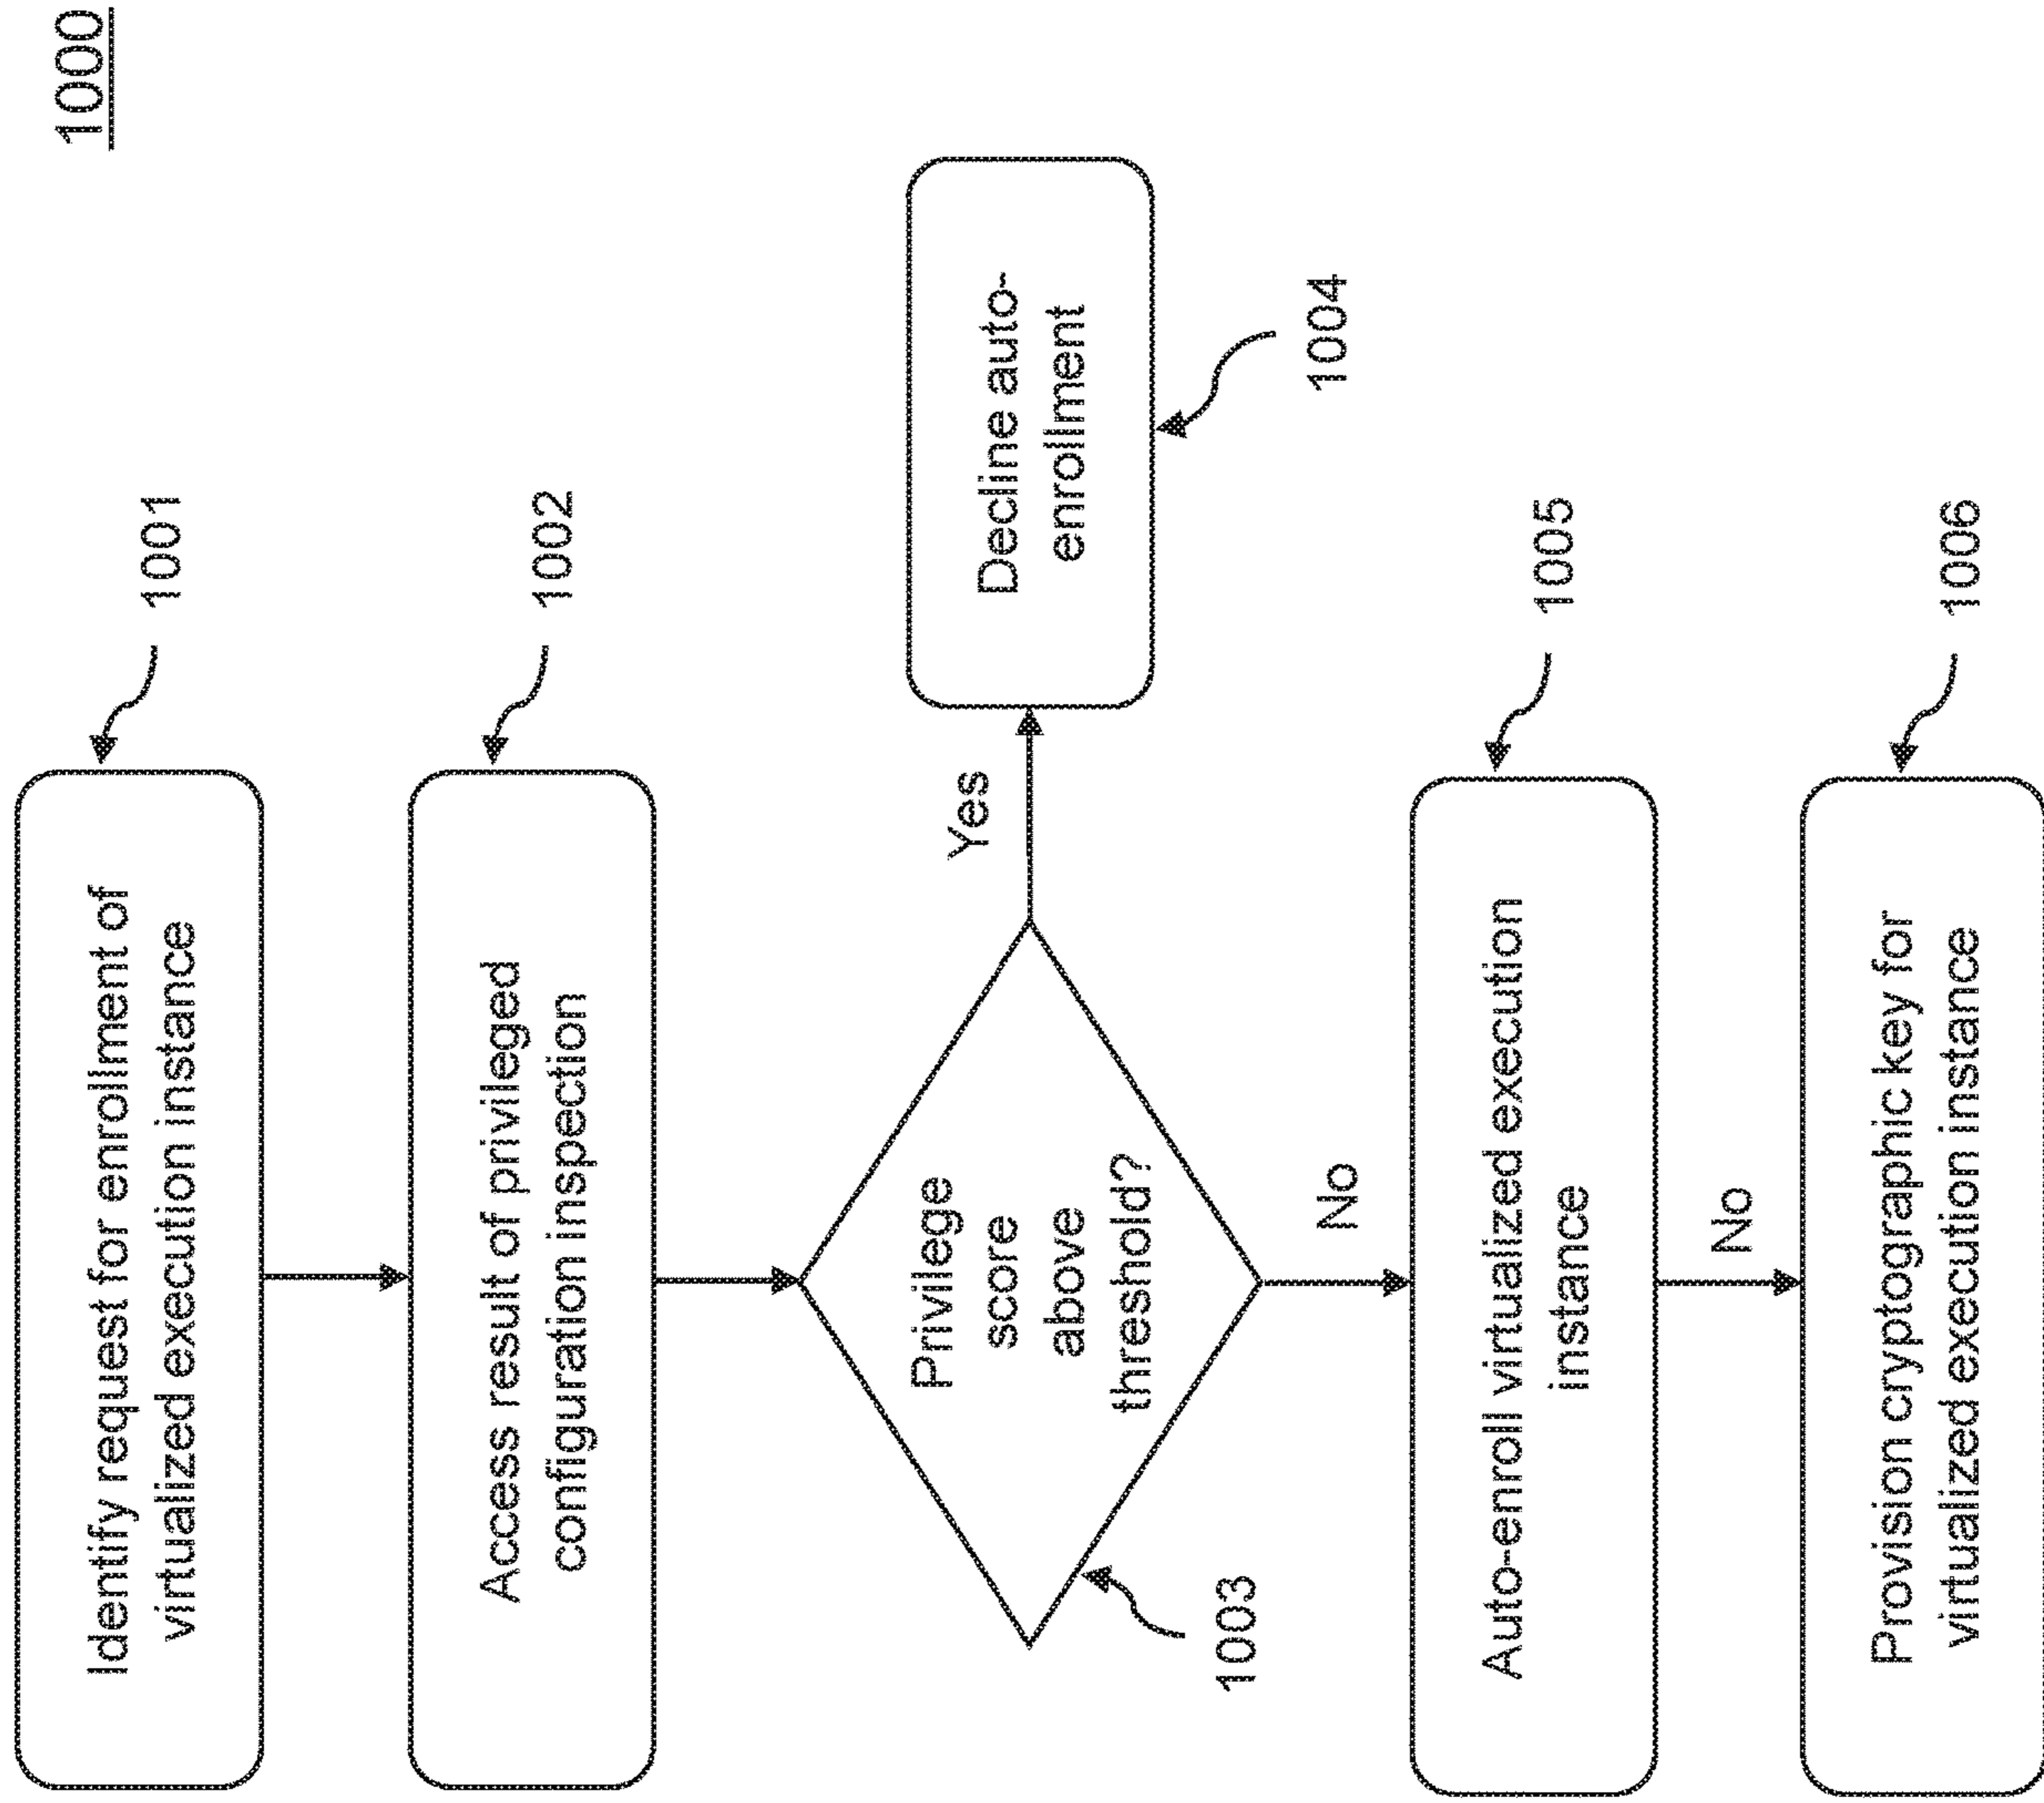 1000
Identify request for enrollment of
virtualized execution instance
1001
Access result of privileged
configuration inspection
1002
Privilege
score
above
threshold?
1003
Yes
Decline auto-
enrollment
1004
No
Auto-enroll virtualized execution
instance
1005
No
Provision cryptographic key for
virtualized execution instance
1006